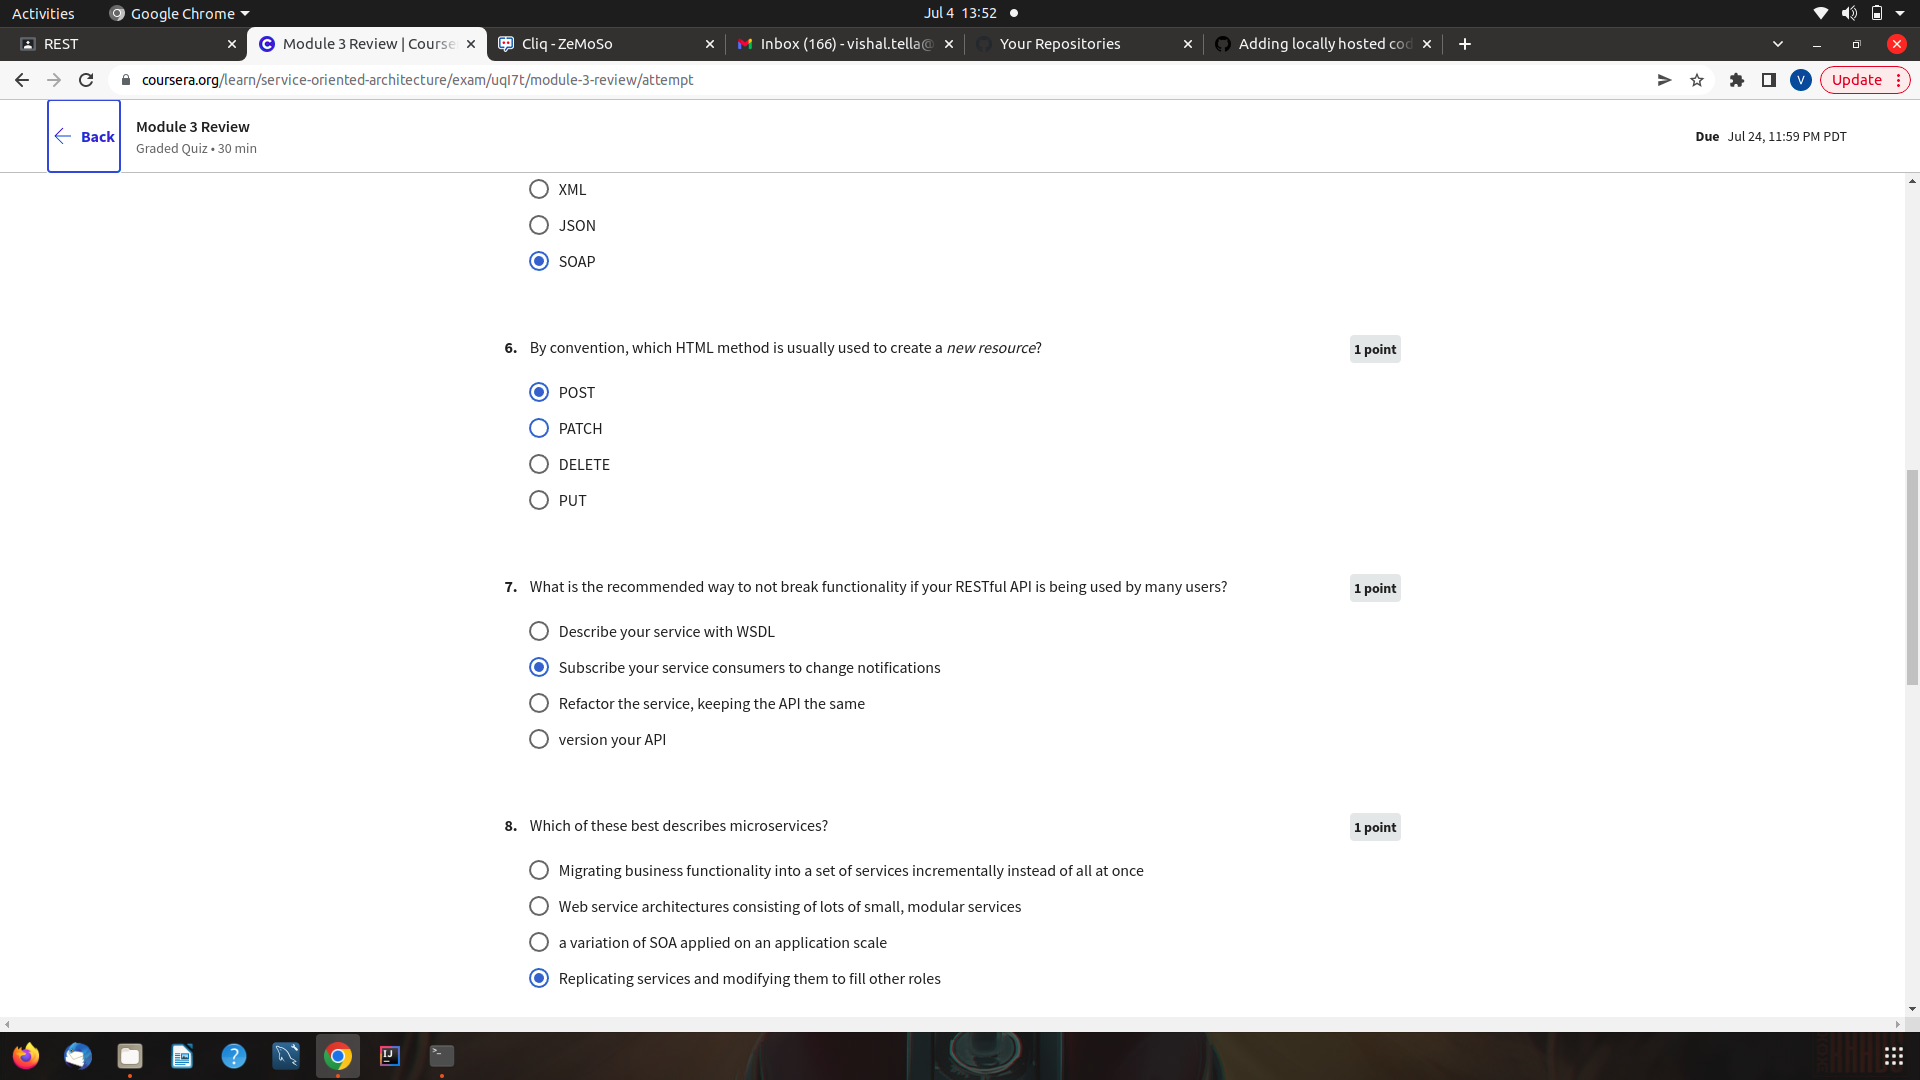 Activities
Google Chrome
Jul 4 13:52
REST
Module 3 Review | Course
Cliq - ZeMoSo
Inbox (166) - vishal.tella@
Your Repositories
Adding locally hosted cod
coursera.org/learn/service-oriented-architecture/exam/uqI7t/module-3-review/attempt
V
Update
Back
Module 3 Review
Graded Quiz • 30 min
Due Jul 24, 11:59 PM PDT
XML
JSON
SOAP
6. By convention, which HTML method is usually used to create a new resource?
1 point
POST
PATCH
DELETE
PUT
7. What is the recommended way to not break functionality if your RESTful API is being used by many users?
1 point
Describe your service with WSDL
Subscribe your service consumers to change notifications
Refactor the service, keeping the API the same
version your API
8. Which of these best describes microservices?
1 point
Migrating business functionality into a set of services incrementally instead of all at once
Web service architectures consisting of lots of small, modular services
a variation of SOA applied on an application scale
Replicating services and modifying them to fill other roles